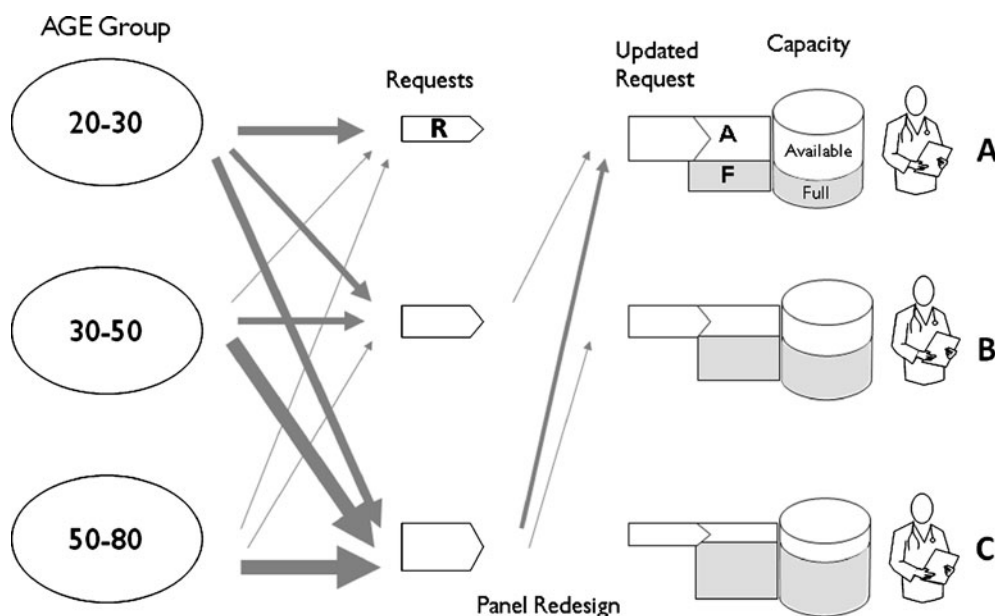 AGE Group
Updated
Request
Capacity
Requests
20-30
R
A
Available
A
F
Full
30-50
B
50-80
C
Panel Redesign